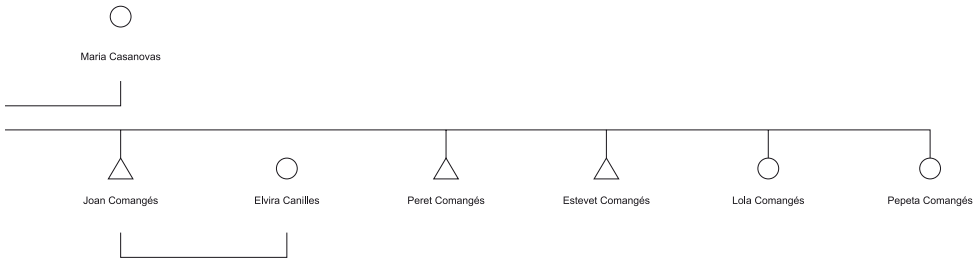 Maria Casanovas
Joan Comangés
Elvira Canilles
Peret Comangés
Estevet Comangés
Lola Comangés
Pepeta Comangés